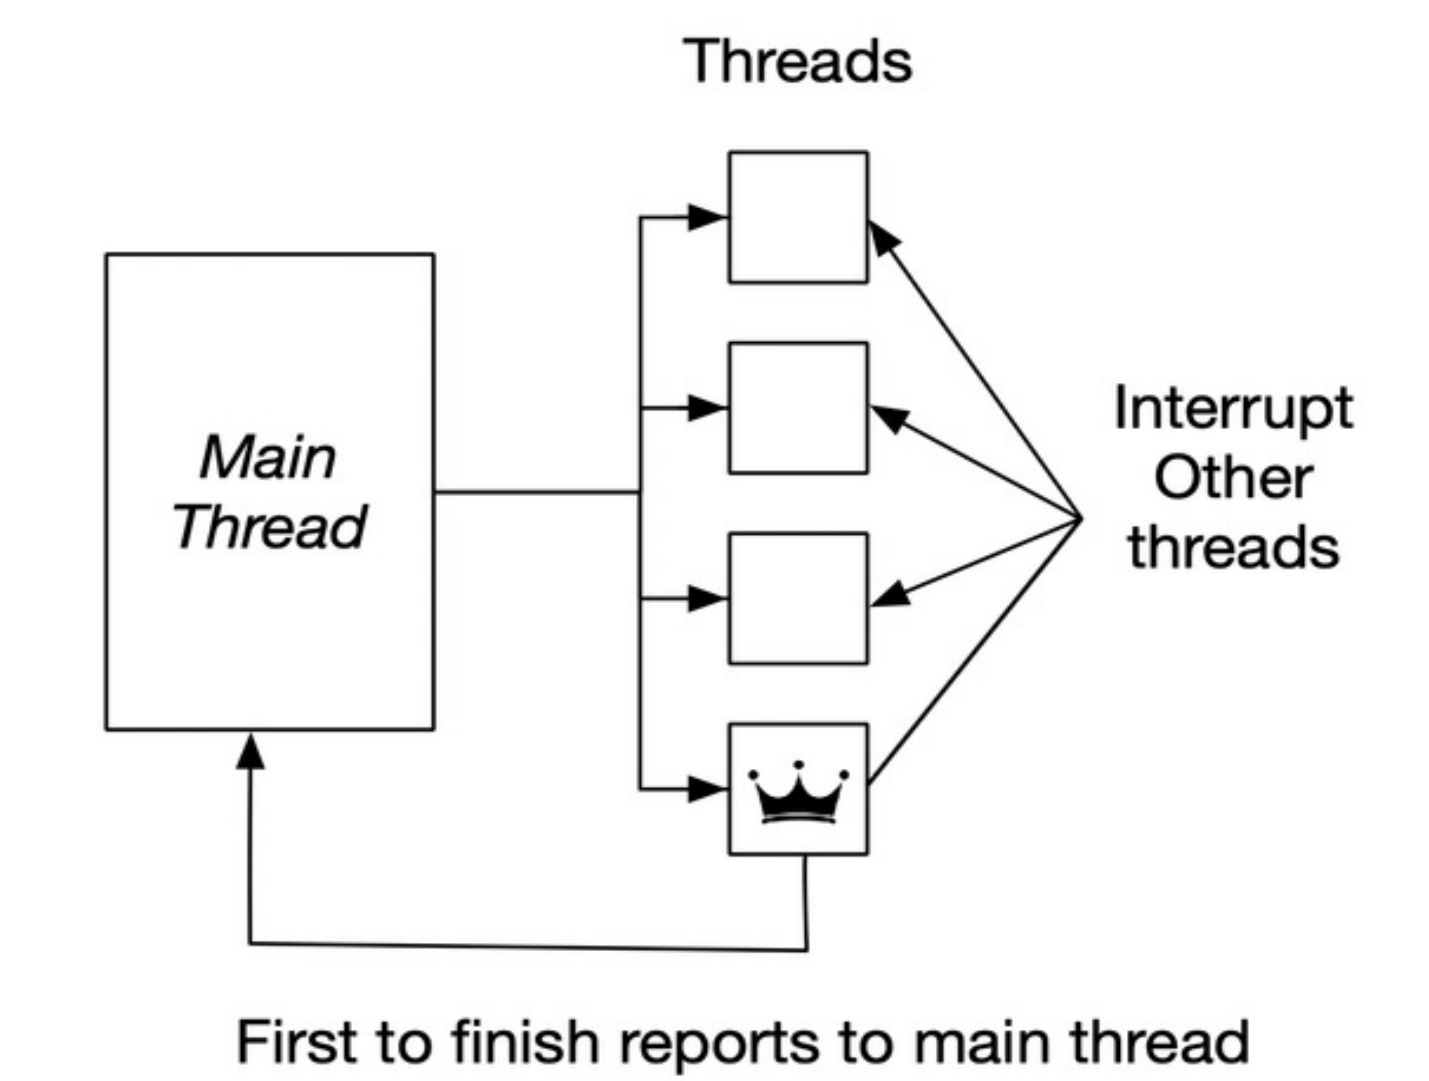 Threads
Main
Thread
Interrupt
Other
threads
First to finish reports to main thread